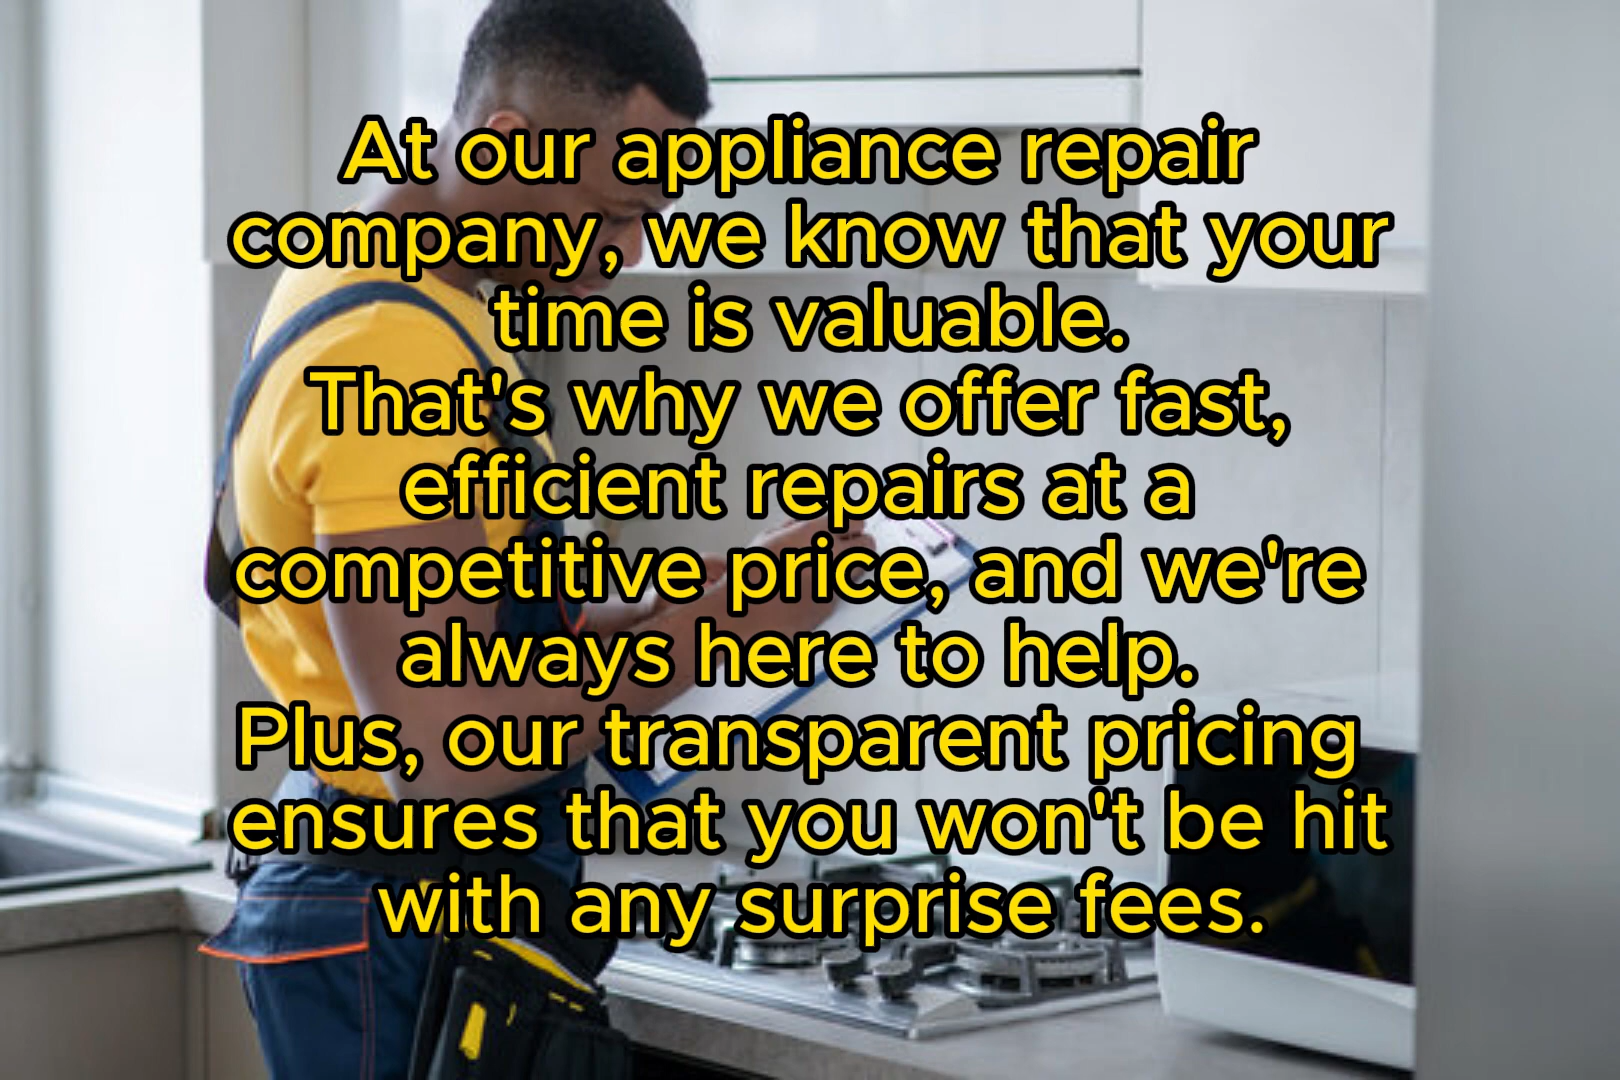 At our appliance repair
company, we know that your
time is valuable.
That's why we offer fast,
efficient repairs at a
competitive price, and we're
always here to help.
Plus, our transparent pricing
ensures that you won't be hit
with any surprise fees.